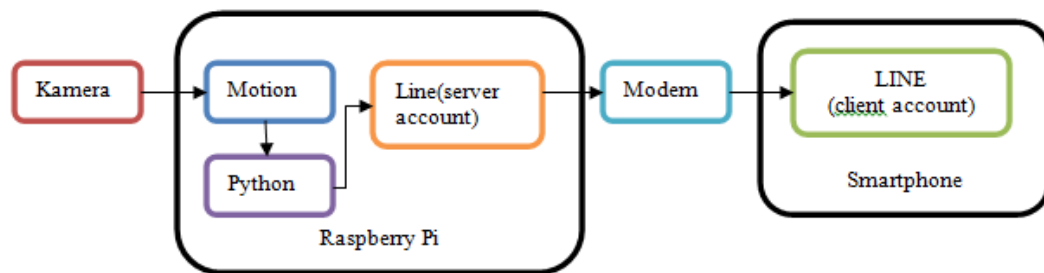 Kamera
Motion
Python
Line(server
account)
Raspberry Pi
Modem
LINE
(client account)
Smartphone